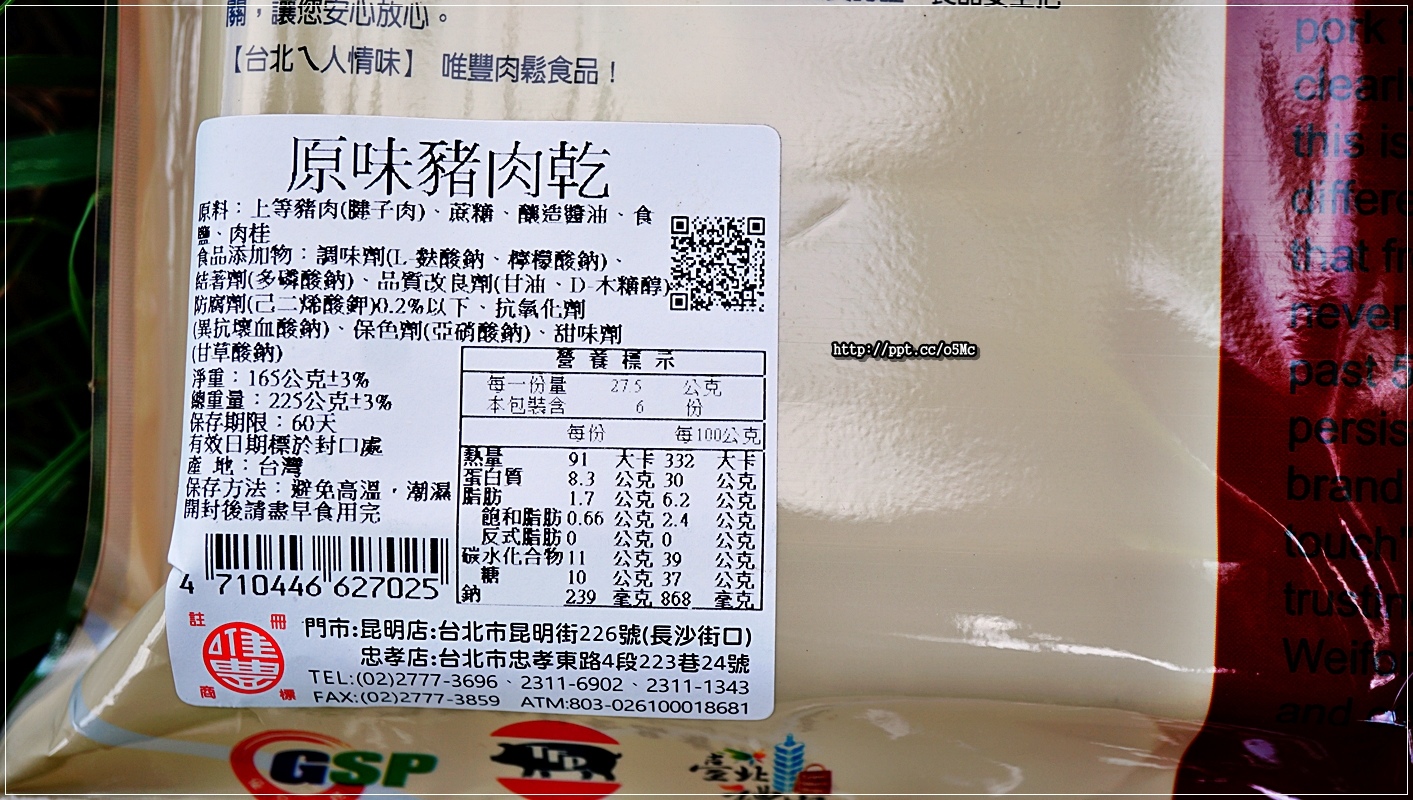 關，讓您安心放心。
【台北ㄟ人情味】 唯豐肉鬆食品！
原味豬肉乾
原料：上等豬肉(腱子肉)、蔗糖、釀造醬油、食
鹽、肉桂
食品添加物：調味劑(L-麩酸鈉、檸檬酸鈉)、
結著劑(多磷酸鈉)、品質改良劑(甘油、D-木糖醇)
防腐劑(己二烯酸鉀)0.2%以下、抗氧化劑
(異抗壞血酸鈉)、保色劑(亞硝酸鈉)、甜味劑
(甘草酸鈉)
淨重：165公克±3%
總重量：225公克±3%
保存期限：60天
有效日期標於封口處
產 地：台灣
保存方法：避免高溫，潮濕
開封後請盡早食用完
4 710446 627025
營養標示
每一份量 27.5 公克
本包裝含 6 份
每份 每100公克
熱量 91 大卡 332 大卡
蛋白質 8.3 公克 30 公克
脂肪 1.7 公克 6.2 公克
飽和脂肪 0.66 公克 2.4 公克
反式脂肪 0 公克 0 公克
碳水化合物 11 公克 39 公克
糖 10 公克 37 公克
鈉 239 毫克 868 毫克
註冊
唯豐
商標
門市:昆明店:台北市昆明街226號(長沙街口)
忠孝店:台北市忠孝東路4段223巷24號
TEL:(02)2777-3696、2311-6902、2311-1343
FAX:(02)2777-3859 ATM:803-026100018681
GSP
TFP
臺北
http://ppt.cc/o5Mc
pork
this is
that
never
past 5
brand
touch"
and